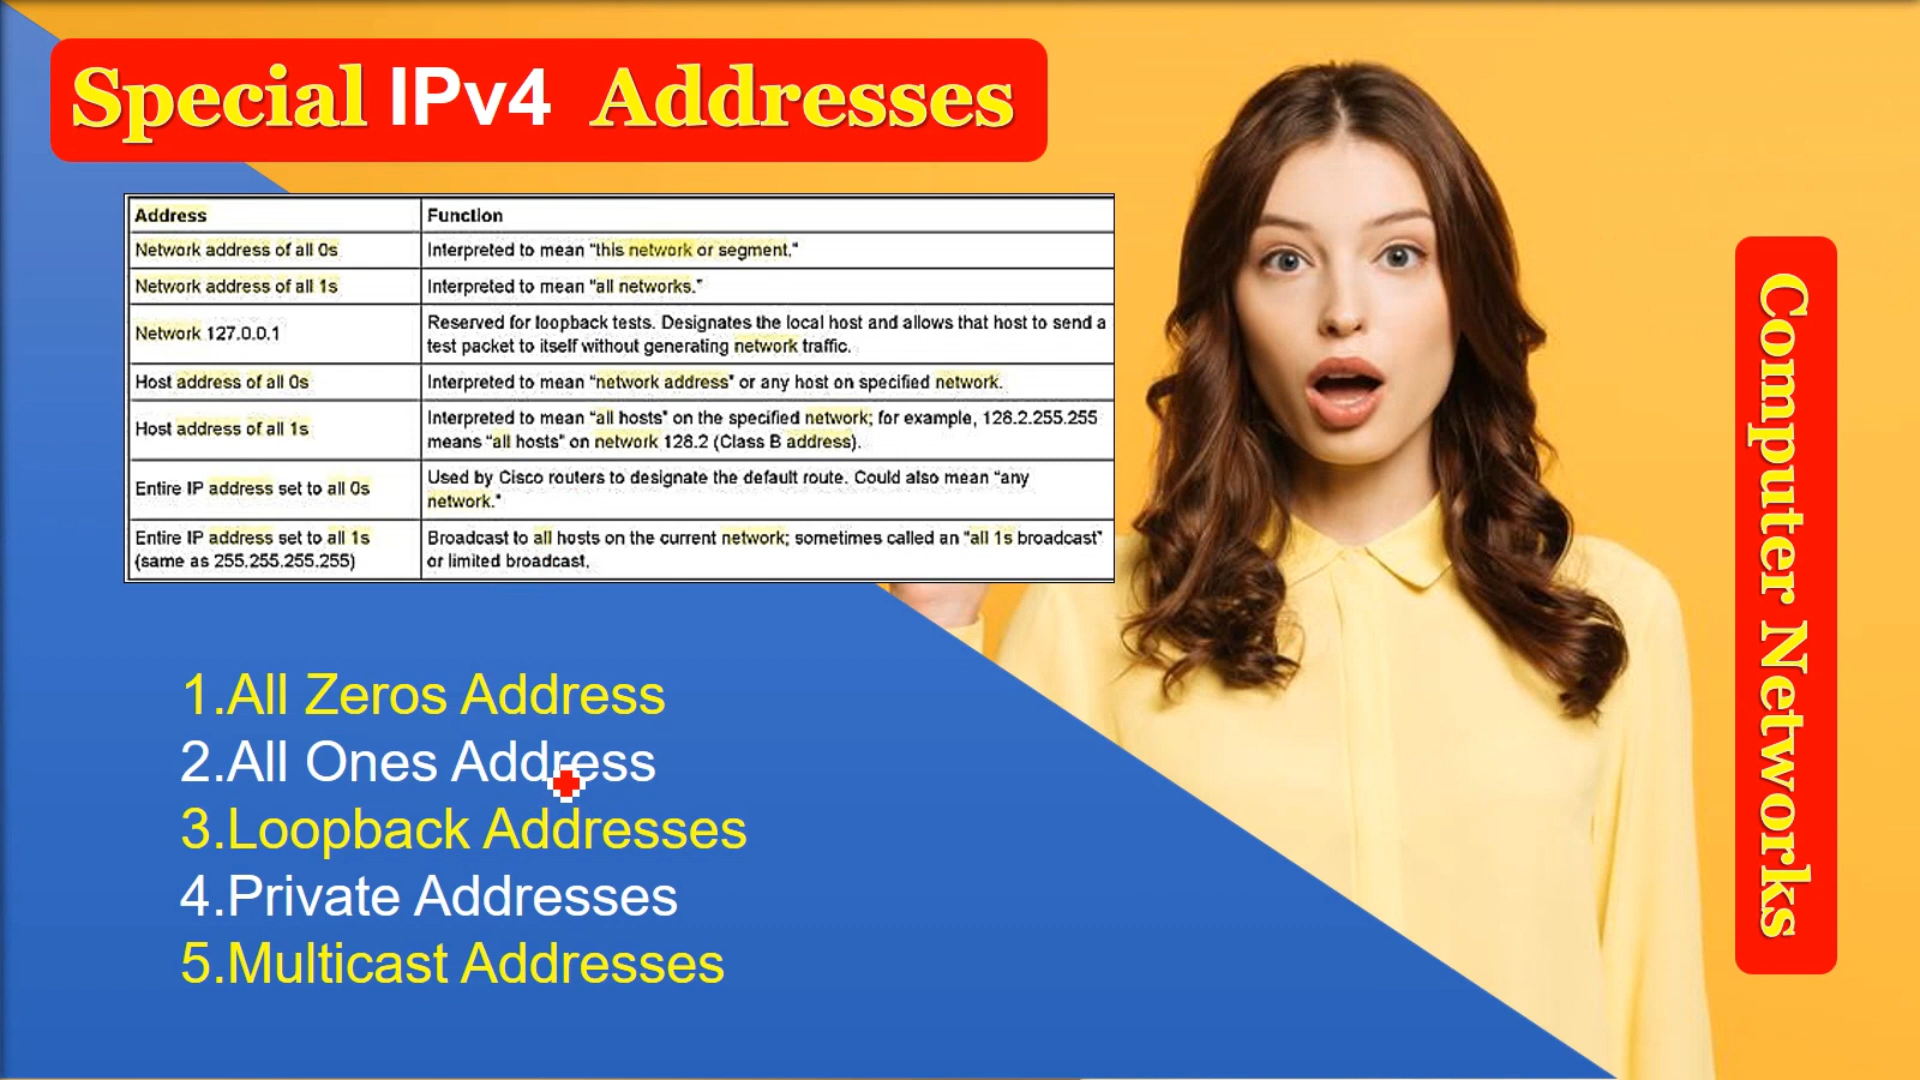 Special IPv4 Addresses
Address Function
Network address of all 0s Interpreted to mean "this network or segment."
Network address of all 1s Interpreted to mean "all networks."
Network 127.0.0.1 Reserved for loopback tests. Designates the local host and allows that host to send a
test packet to itself without generating network traffic.
Host address of all 0s Interpreted to mean "network address" or any host on specified network.
Host address of all 1s Interpreted to mean "all hosts" on the specified network; for example, 128.2.255.255
means "all hosts" on network 128.2 (Class B address).
Entire IP address set to all 0s Used by Cisco routers to designate the default route. Could also mean "any
network."
Entire IP address set to all 1s Broadcast to all hosts on the current network; sometimes called an "all 1s broadcast"
(same as 255.255.255.255) or limited broadcast.
1.All Zeros Address
2.All Ones Address
3.Loopback Addresses
4.Private Addresses
5.Multicast Addresses
Computer Networks